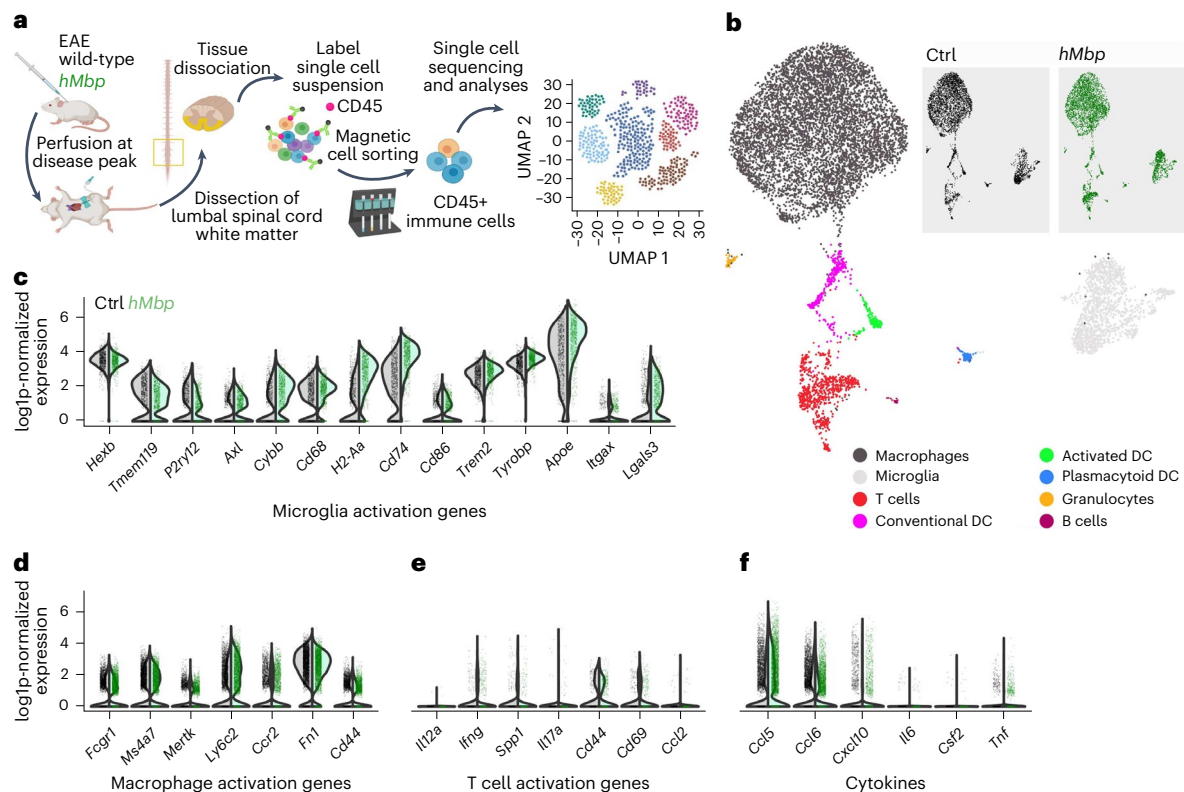 a
EAE
wild-type
hMbp
Perfusion at
disease peak
Tissue
dissociation
Dissection of
lumbal spinal cord
white matter
Label
single cell
suspension
CD45
Magnetic
cell sorting
Single cell
sequencing
and analyses
CD45+
immune cells
UMAP 2
30
20
10
0
−10
−20
−30
−30
−20
−10
0
10
20
30
UMAP 1
b
Ctrl
hMbp
Macrophages
Microglia
T cells
Conventional DC
Activated DC
Plasmacytoid DC
Granulocytes
B cells
c
Ctrl hMbp
log1p-normalized
expression
6
4
2
0
Hexb
Tmem119
P2ry12
Axl
Cybb
Cd68
H2-Aa
Cd74
Cd86
Trem2
Tyrobp
Apoe
Itgax
Lgals3
Microglia activation genes
d
log1p-normalized
expression
6
4
2
0
Fcgr1
Ms4a7
Mertk
Ly6c2
Ccr2
Fn1
Cd44
Macrophage activation genes
e
Il12a
Ifng
Spp1
Il17a
Cd44
Cd69
Ccl2
T cell activation genes
f
Ccl5
Ccl6
Cxcl10
Il6
Csf2
Tnf
Cytokines